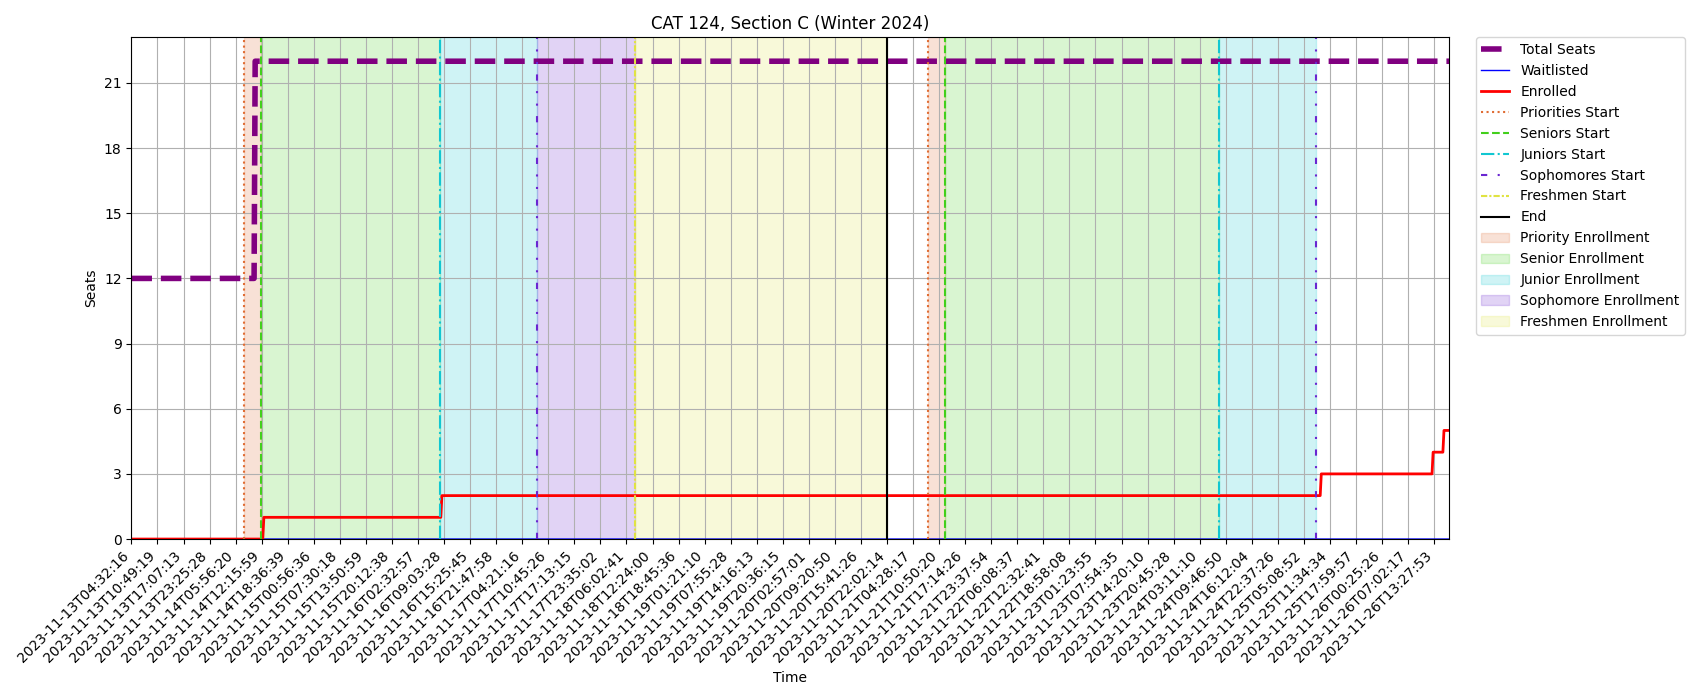 CAT 124, Section C (Winter 2024)
Seats
21
18
15
12
9
6
3
0
2023-11-13T04:32:16
2023-11-13T10:49:19
2023-11-13T17:07:13
2023-11-13T23:25:28
2023-11-14T05:56:20
2023-11-14T12:15:59
2023-11-14T18:36:39
2023-11-15T00:56:36
2023-11-15T07:30:18
2023-11-15T13:50:59
2023-11-15T20:12:38
2023-11-16T02:32:57
2023-11-16T09:03:28
2023-11-16T15:25:45
2023-11-16T21:47:58
2023-11-17T04:21:16
2023-11-17T10:45:26
2023-11-17T17:13:15
2023-11-17T23:35:02
2023-11-18T06:02:41
2023-11-18T12:24:00
2023-11-18T18:45:36
2023-11-19T01:21:10
2023-11-19T07:55:28
2023-11-19T14:16:13
2023-11-19T20:36:15
2023-11-20T02:57:01
2023-11-20T09:20:50
2023-11-20T15:41:26
2023-11-20T22:02:14
2023-11-21T04:28:17
2023-11-21T10:50:20
2023-11-21T17:14:26
2023-11-21T23:37:54
2023-11-22T06:08:37
2023-11-22T12:32:41
2023-11-22T18:58:08
2023-11-23T01:23:55
2023-11-23T07:54:35
2023-11-23T14:20:10
2023-11-23T20:45:28
2023-11-24T03:11:10
2023-11-24T09:46:50
2023-11-24T16:12:04
2023-11-24T22:37:26
2023-11-25T05:08:52
2023-11-25T11:34:34
2023-11-25T17:59:57
2023-11-26T00:25:26
2023-11-26T07:02:17
2023-11-26T13:27:53
Time
Total Seats
Waitlisted
Enrolled
Priorities Start
Seniors Start
Juniors Start
Sophomores Start
Freshmen Start
End
Priority Enrollment
Senior Enrollment
Junior Enrollment
Sophomore Enrollment
Freshmen Enrollment